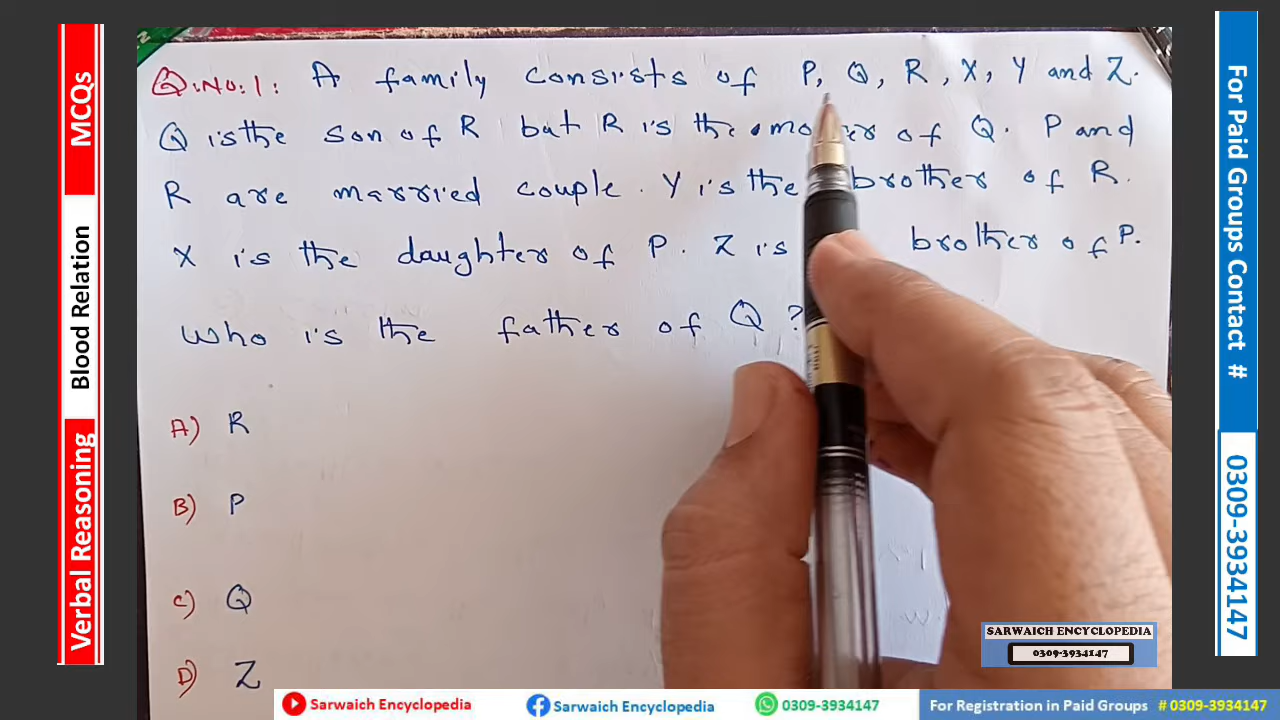 Q.No.1: A family consists of P, Q, R, X, Y and Z.
Q is the son of R but R is the of Q. P and
R are married couple. Y is the brother of R.
X is the daughter of P. Z is brother of P.
Who is the father of Q ?
A) R
B) P
C) Q
D) Z
MCQs
Blood Relation
Verbal Reasoning
For Paid Groups Contact #
0309-3934147
SARWAICH ENCYCLOPEDIA
0309-3934147
Sarwaich Encyclopedia
Sarwaich Encyclopedia
0309-3934147
For Registration in Paid Groups # 0309-3934147